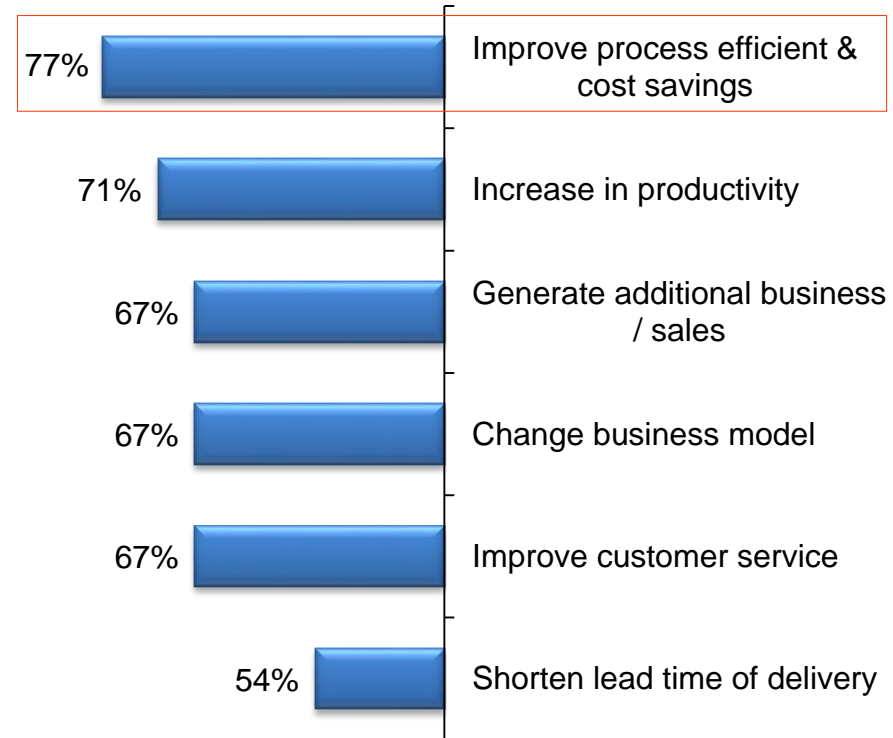 77%
Improve process efficient &
cost savings
71%
Increase in productivity
67%
Generate additional business
/ sales
67%
Change business model
67%
Improve customer service
54%
Shorten lead time of delivery